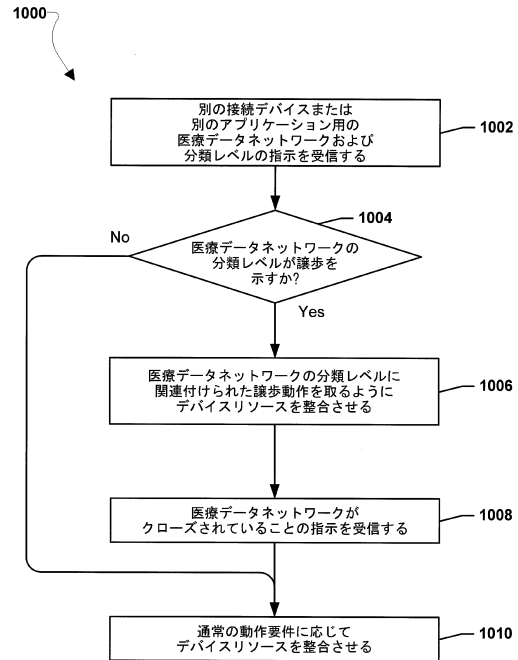 1000
別の接続デバイスまたは
別のアプリケーション用の
医療データネットワークおよび
分類レベルの指示を受信する
1002
1004
No
医療データネットワークの
分類レベルが譲歩を
示すか?
Yes
医療データネットワークの分類レベルに
関連付けられた譲歩動作を取るように
デバイスリソースを整合させる
1006
医療データネットワークが
クローズされていることの指示を受信する
1008
通常の動作要件に応じて
デバイスリソースを整合させる
1010